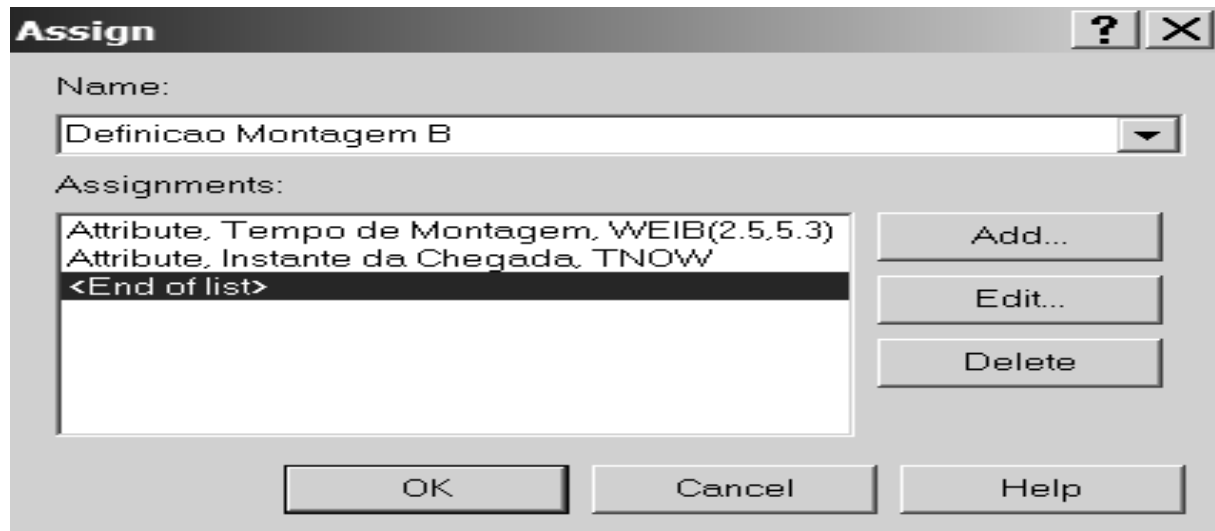 Assign
Name:
Definicao Montagem B
Assignments:
Attribute, Tempo de Montagem, WEIB(2.5,5.3)
Attribute, Instante da Chegada, TNOW
<End of list>
Add...
Edit...
Delete
OK Cancel Help